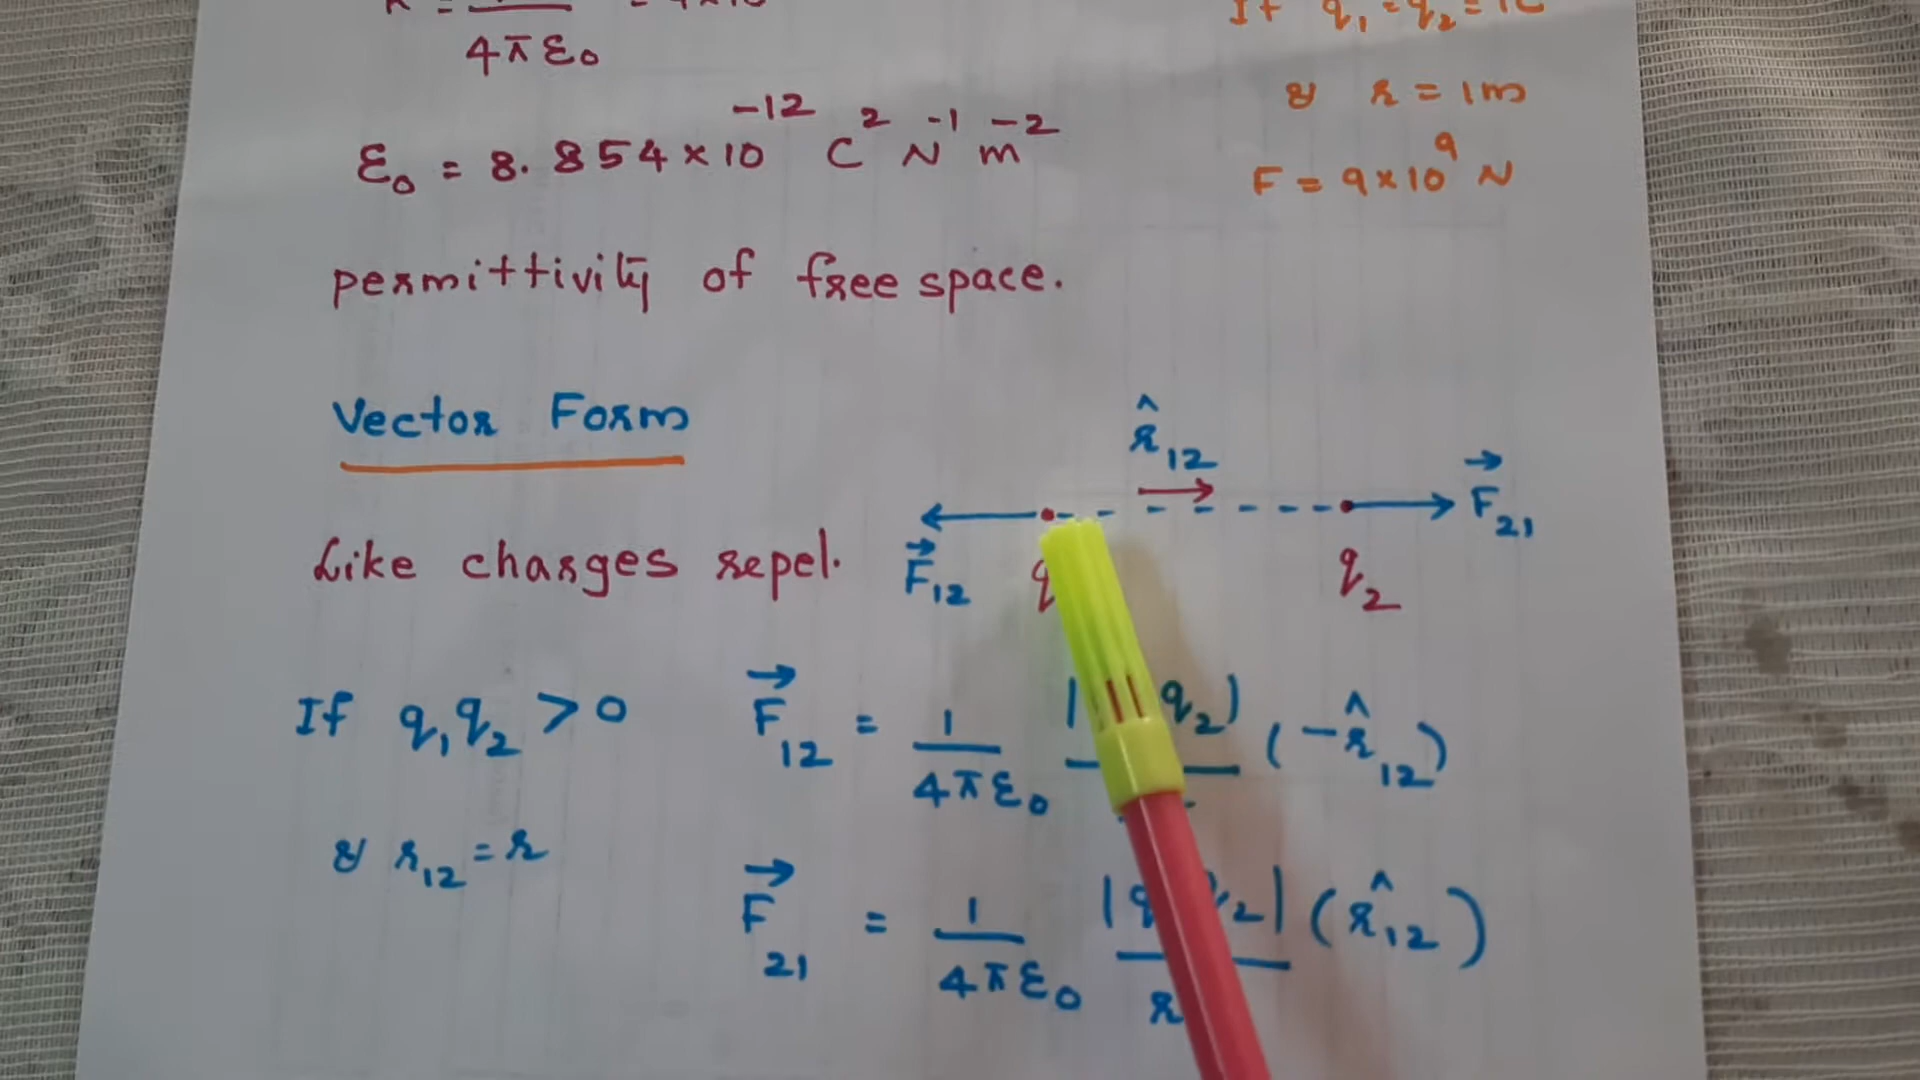 4πε₀
If q₁ = q₂ = 1C
& r = 1m
ε₀ = 8.854×10⁻¹² C² N⁻¹ m⁻²
F = 9×10⁹ N
permittivity of free space.
Vector Form
r̂₁₂
F⃗₂₁
Like charges repel.
F⃗₁₂
q₂
If q₁q₂ > 0
F⃗₁₂ = 1/4πε₀ | q₂| (-r̂₁₂)
& r₁₂ = r
F⃗₂₁ = 1/4πε₀ |q ₂|/r (r̂₁₂)